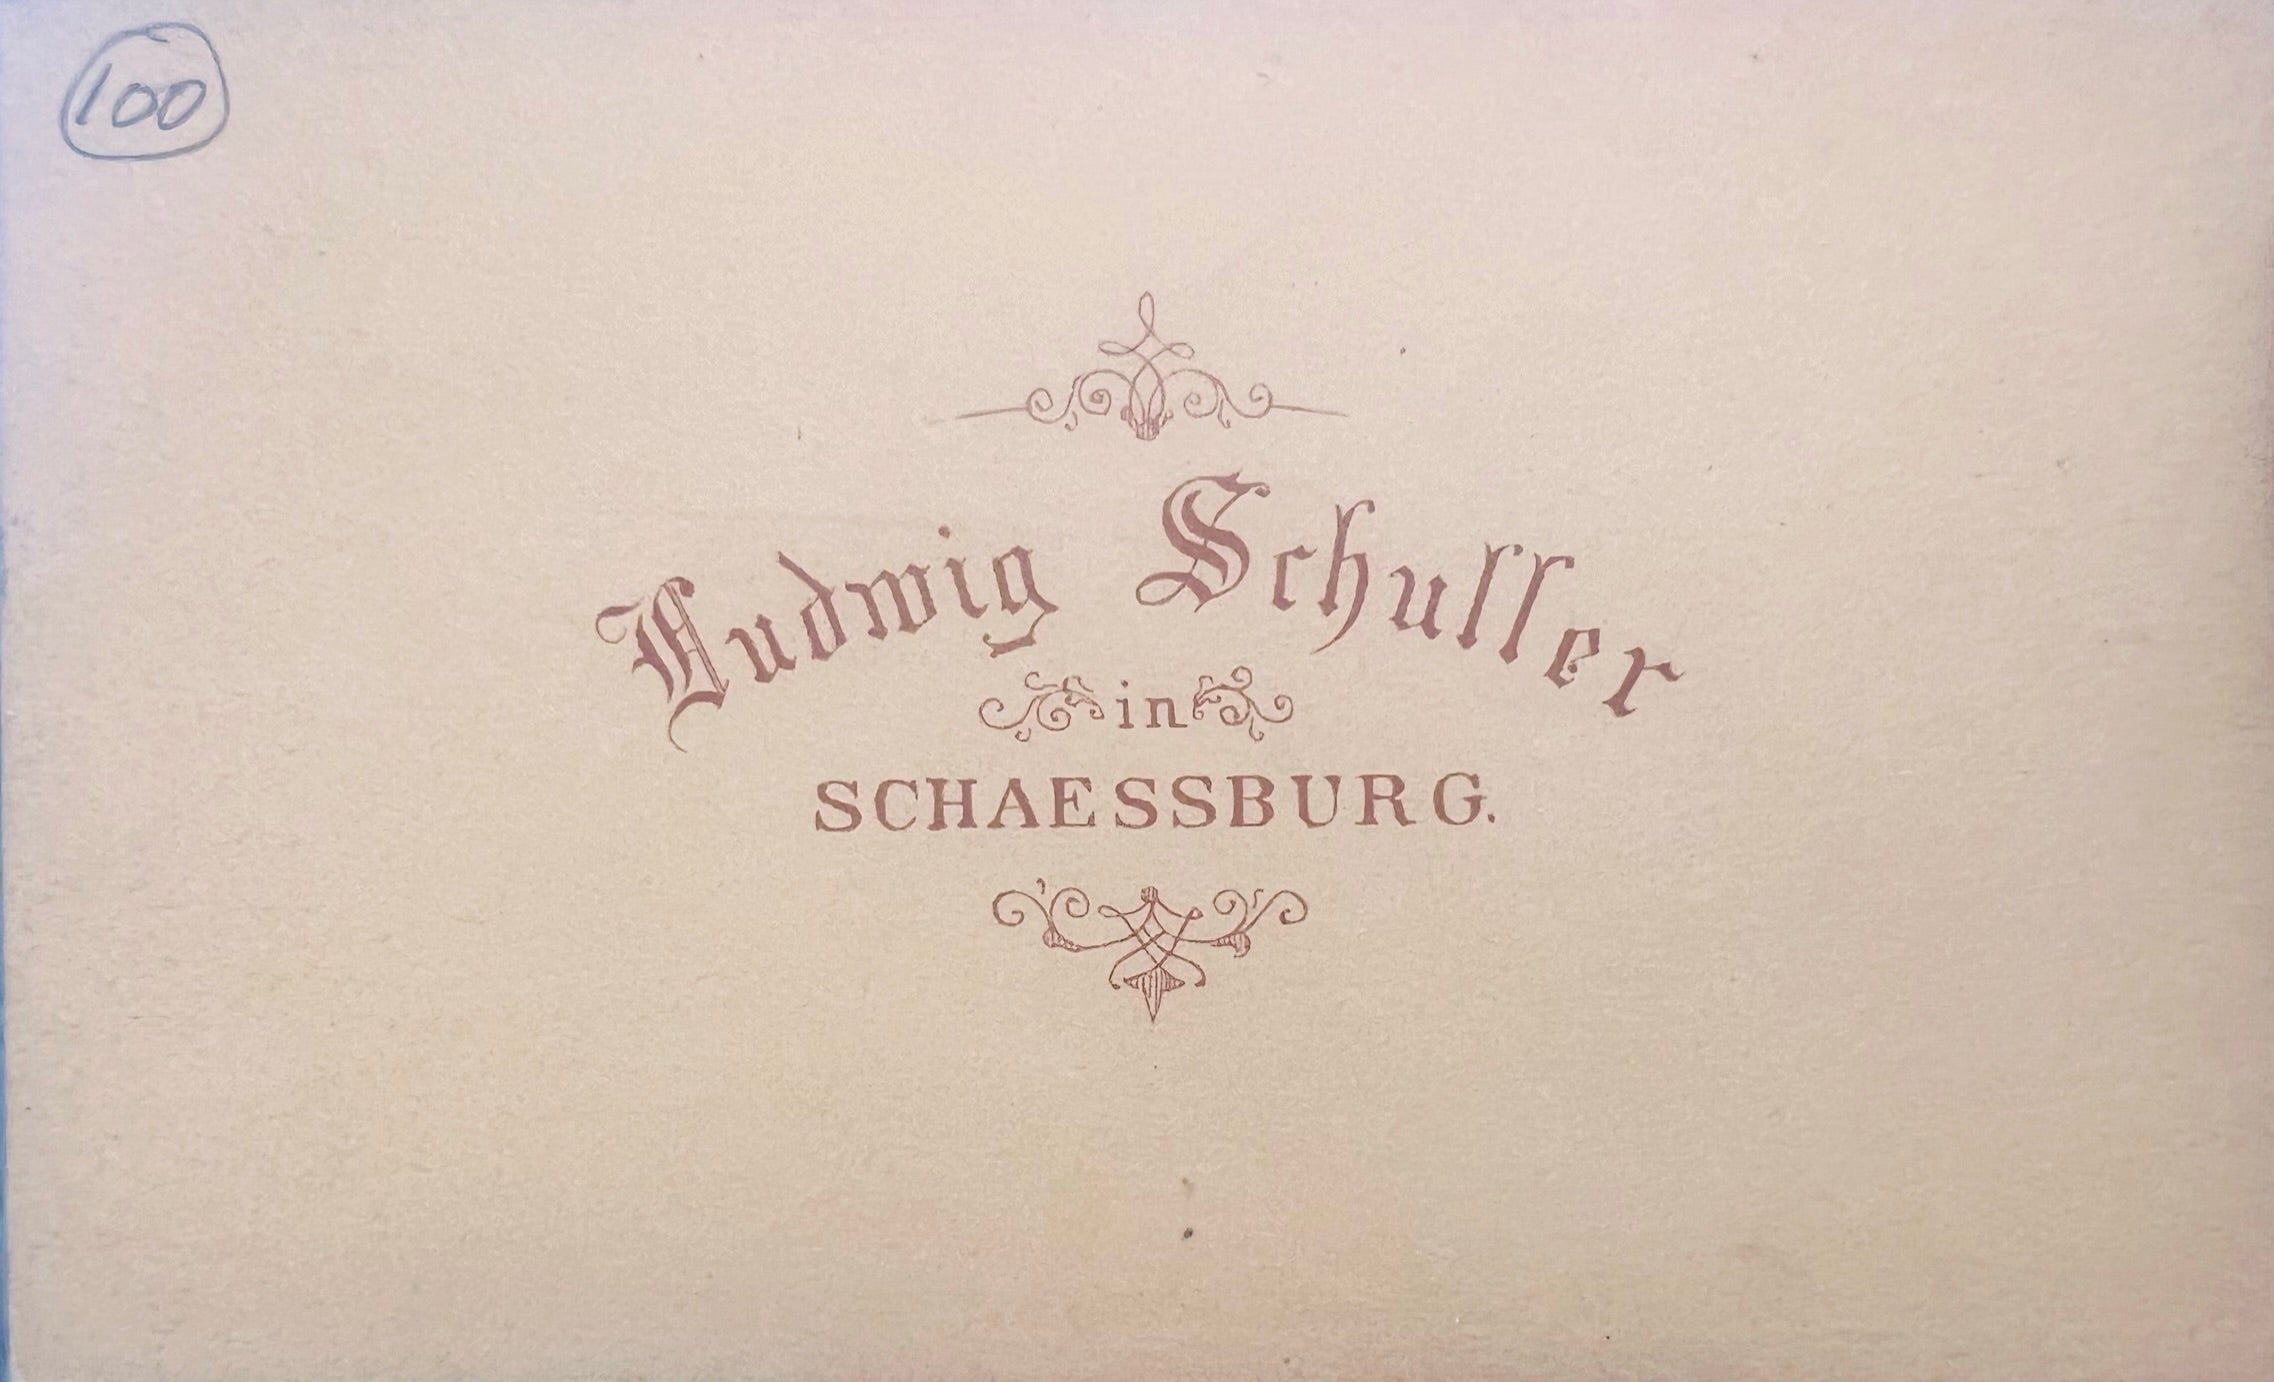 100
Ludwig Schuller
in
SCHAESSBURG.